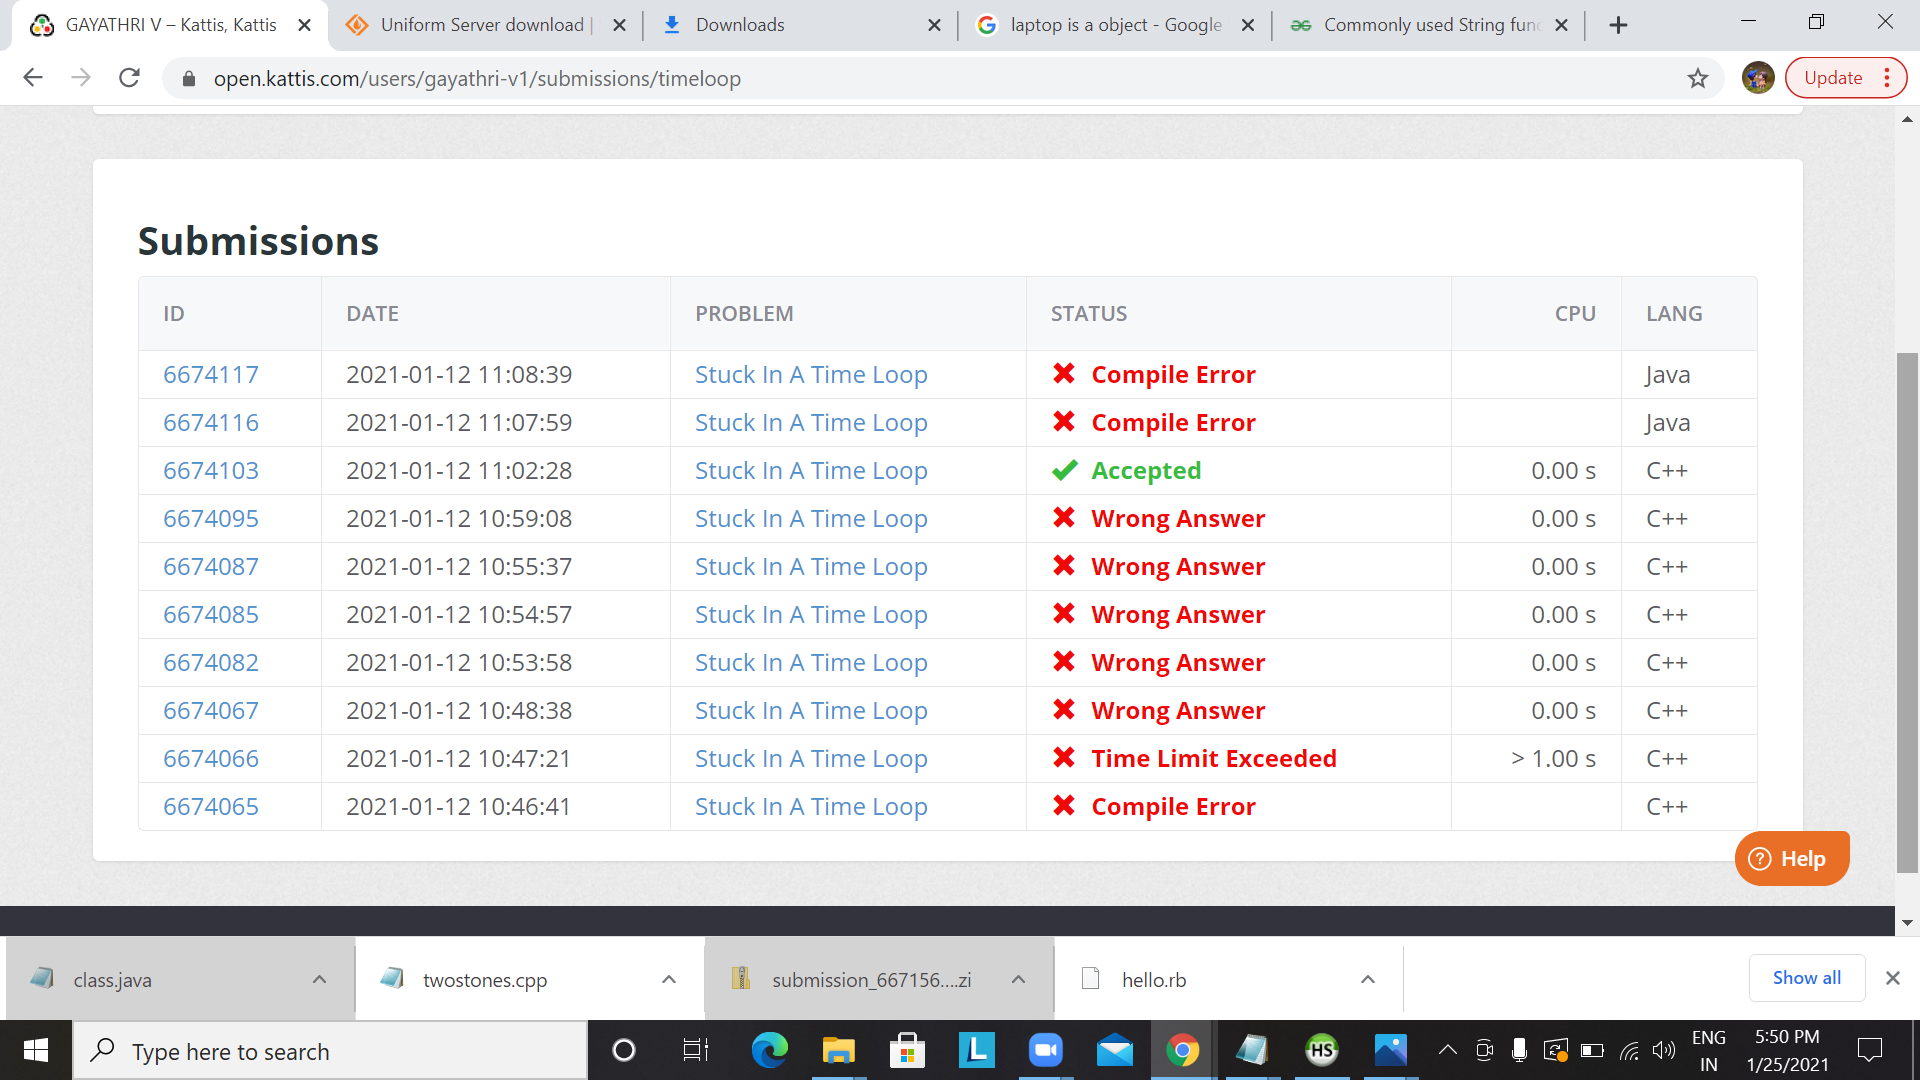 GAYATHRI V – Kattis, Kattis
Uniform Server download |
Downloads
laptop is a object - Google
Commonly used String func
open.kattis.com/users/gayathri-v1/submissions/timeloop
Update
Submissions
ID DATE PROBLEM STATUS CPU LANG
6674117 2021-01-12 11:08:39 Stuck In A Time Loop Compile Error Java
6674116 2021-01-12 11:07:59 Stuck In A Time Loop Compile Error Java
6674103 2021-01-12 11:02:28 Stuck In A Time Loop Accepted 0.00 s C++
6674095 2021-01-12 10:59:08 Stuck In A Time Loop Wrong Answer 0.00 s C++
6674087 2021-01-12 10:55:37 Stuck In A Time Loop Wrong Answer 0.00 s C++
6674085 2021-01-12 10:54:57 Stuck In A Time Loop Wrong Answer 0.00 s C++
6674082 2021-01-12 10:53:58 Stuck In A Time Loop Wrong Answer 0.00 s C++
6674067 2021-01-12 10:48:38 Stuck In A Time Loop Wrong Answer 0.00 s C++
6674066 2021-01-12 10:47:21 Stuck In A Time Loop Time Limit Exceeded > 1.00 s C++
6674065 2021-01-12 10:46:41 Stuck In A Time Loop Compile Error C++
? Help
class.java
twostones.cpp
submission_667156....zi
hello.rb
Show all
Type here to search
L
HS
ENG
IN
5:50 PM
1/25/2021